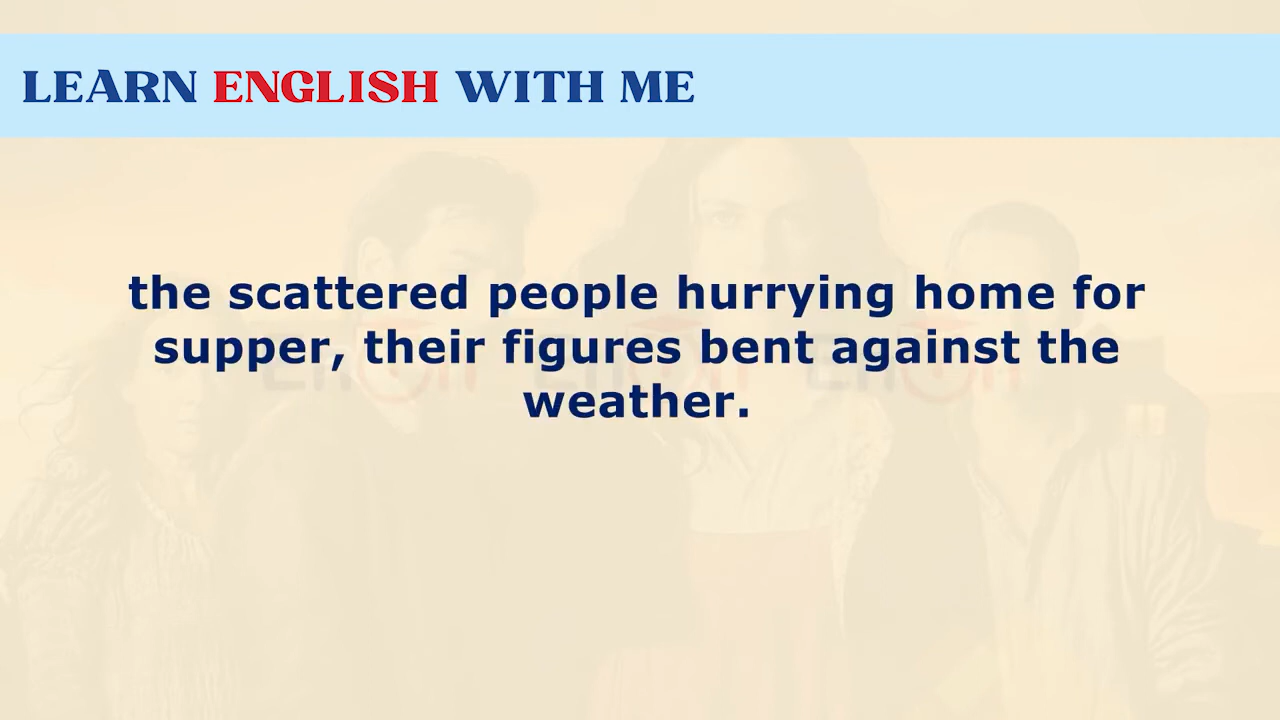 LEARN ENGLISH WITH ME
the scattered people hurrying home for
supper, their figures bent against the
weather.